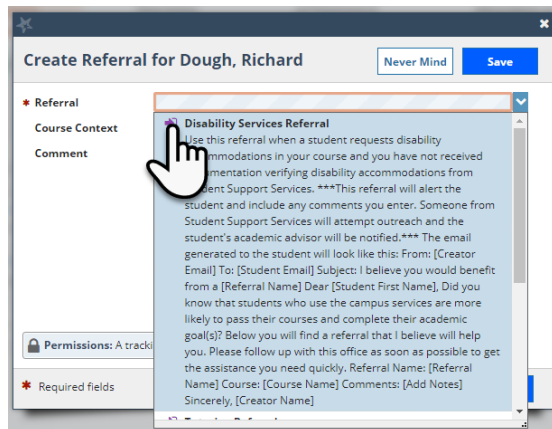 Create Referral for Dough, Richard
Never Mind
Save
* Referral
Course Context
Comment
Disability Services Referral
Use this referral when a student requests disability
mmodations in your course and you have not received
umentation verifying disability accommodations from
dent Support Services. ***This referral will alert the
student and include any comments you enter. Someone from
Student Support Services will attempt outreach and the
student's academic advisor will be notified.*** The email
generated to the student will look like this: From: [Creator
Email] To: [Student Email] Subject: I believe you would benefit
from a [Referral Name] Dear [Student First Name], Did you
know that students who use the campus services are more
likely to pass their courses and complete their academic
goal(s)? Below you will find a referral that I believe will help
you. Please follow up with this office as soon as possible to get
the assistance you need quickly. Referral Name: [Referral
Name] Course: [Course Name] Comments: [Add Notes]
Sincerely, [Creator Name]
Permissions: A tracki
* Required fields